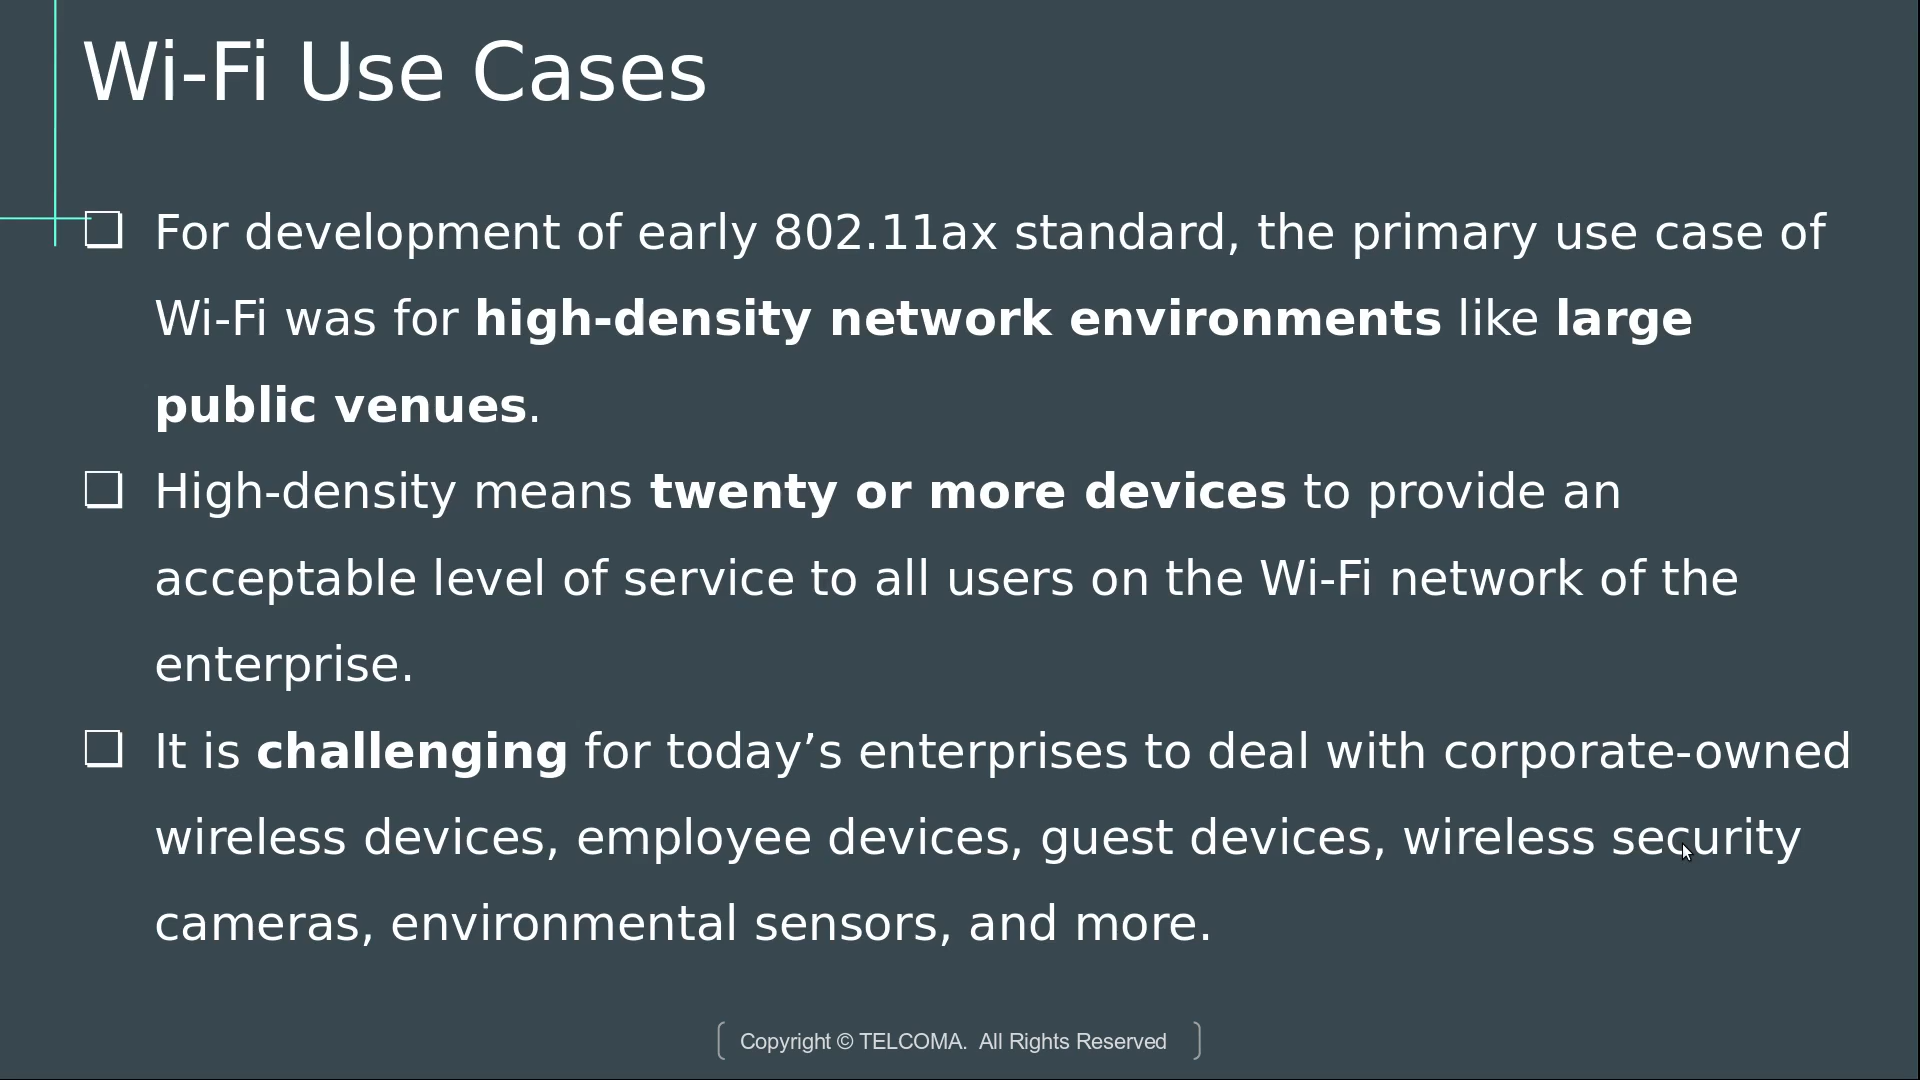 Wi-Fi Use Cases
❏ For development of early 802.11ax standard, the primary use case of
Wi-Fi was for high-density network environments like large
public venues.
❏ High-density means twenty or more devices to provide an
acceptable level of service to all users on the Wi-Fi network of the
enterprise.
❏ It is challenging for today’s enterprises to deal with corporate-owned
wireless devices, employee devices, guest devices, wireless security
cameras, environmental sensors, and more.
Copyright © TELCOMA. All Rights Reserved